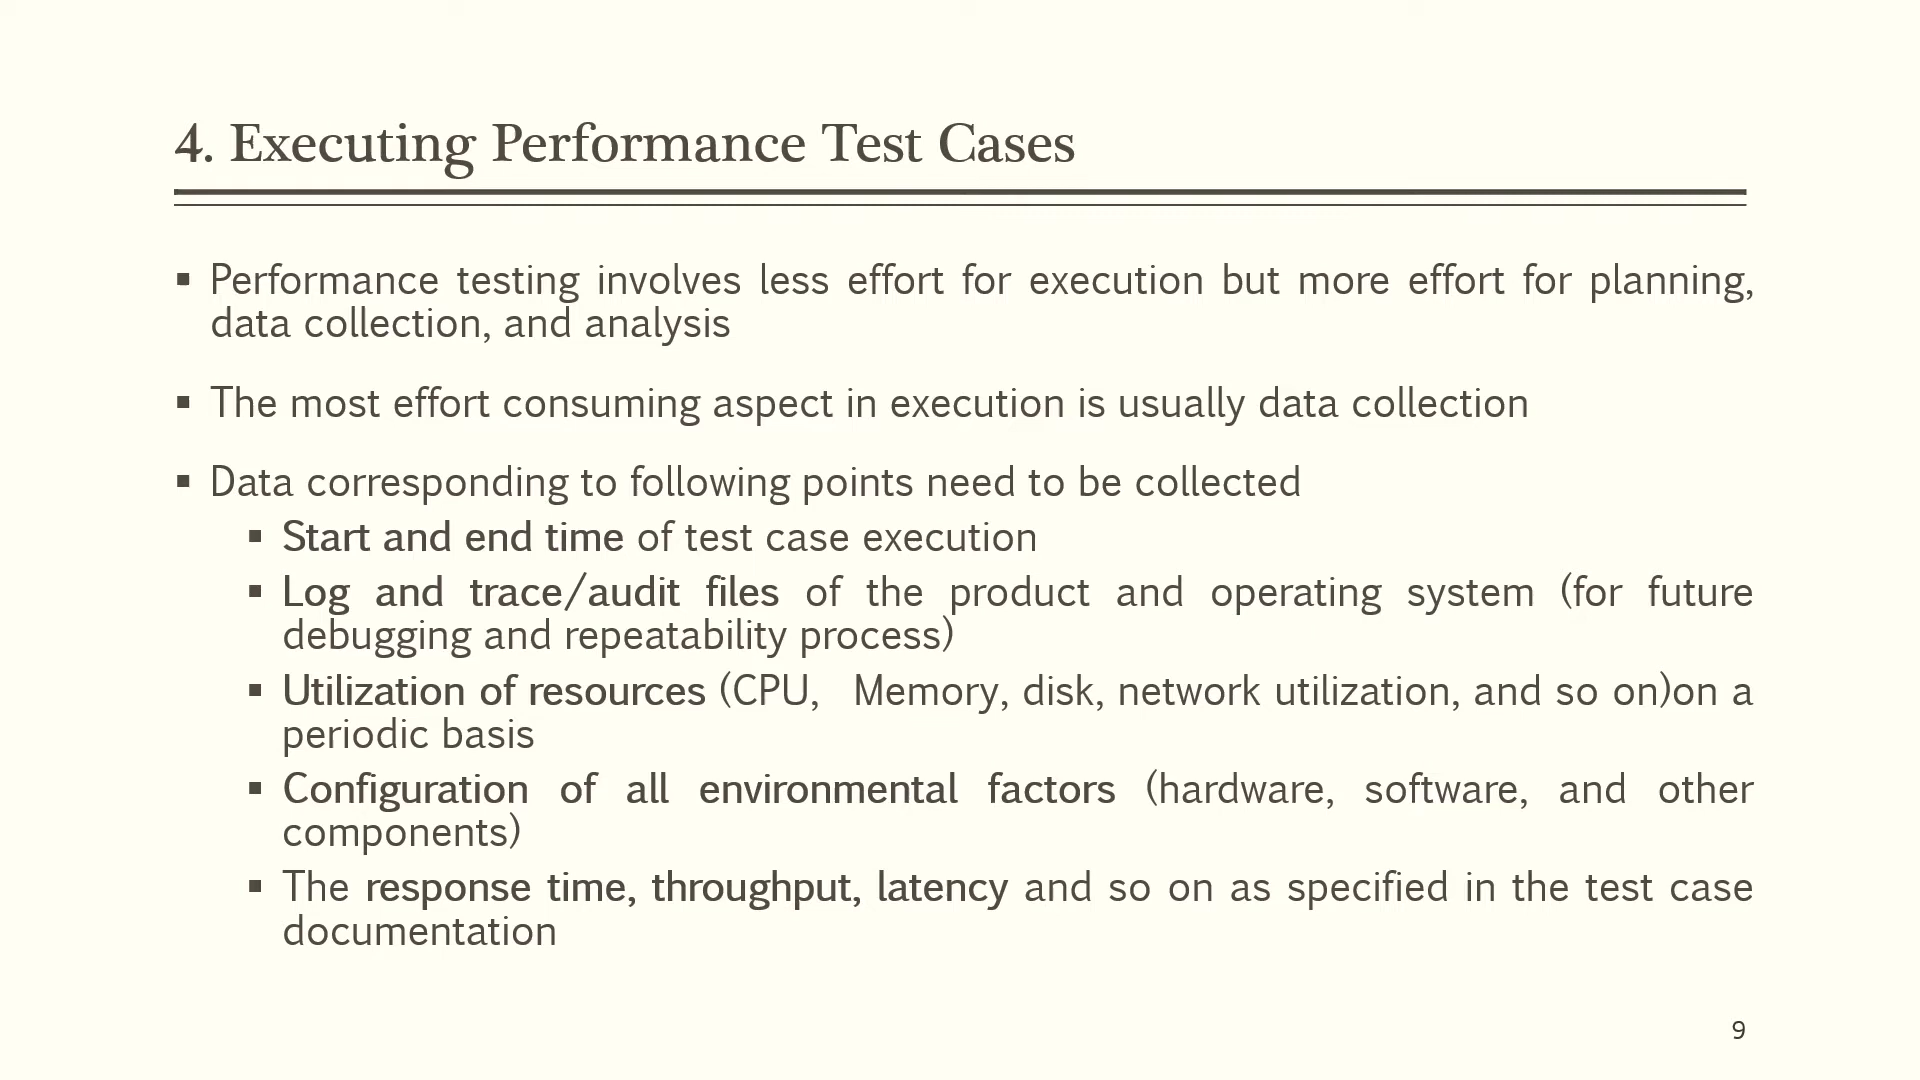 4. Executing Performance Test Cases
▪ Performance testing involves less effort for execution but more effort for planning,
data collection, and analysis
▪ The most effort consuming aspect in execution is usually data collection
▪ Data corresponding to following points need to be collected
▪ Start and end time of test case execution
▪ Log and trace/audit files of the product and operating system (for future
debugging and repeatability process)
▪ Utilization of resources (CPU, Memory, disk, network utilization, and so on)on a
periodic basis
▪ Configuration of all environmental factors (hardware, software, and other
components)
▪ The response time, throughput, latency and so on as specified in the test case
documentation
9